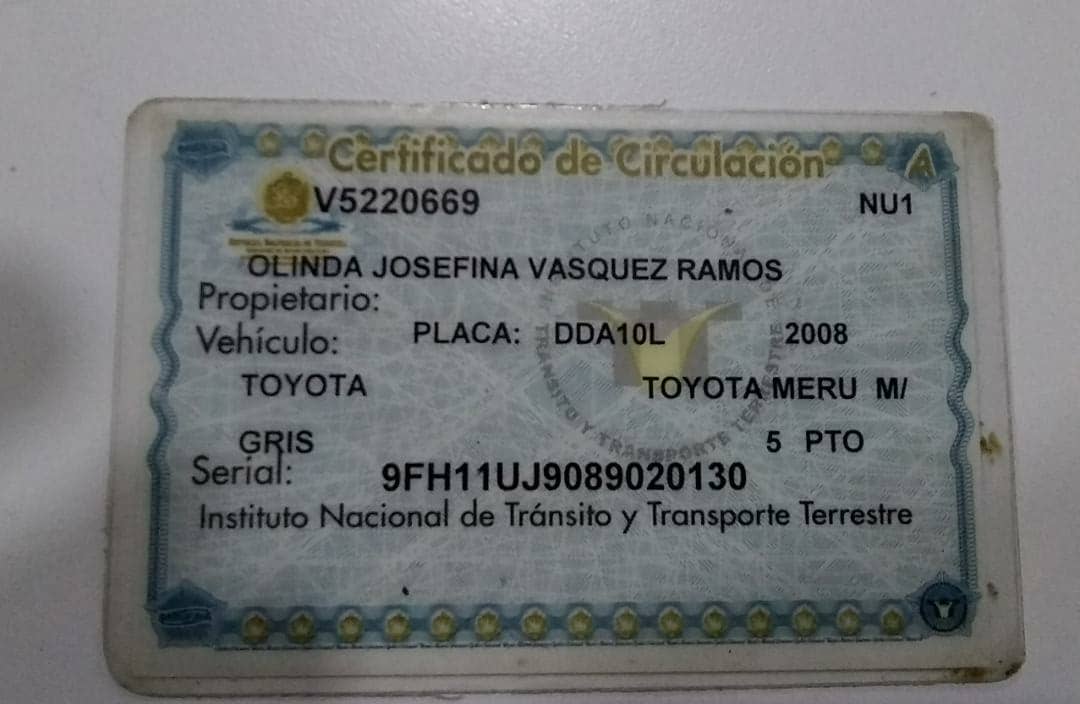 Certificado de Circulación
A
V5220669 NU1
OLINDA JOSEFINA VASQUEZ RAMOS
Propietario:
Vehículo: PLACA: DDA10L 2008
TOYOTA TOYOTA MERU M/
GRIS 5 PTO
Serial: 9FH11UJ9089020130
Instituto Nacional de Tránsito y Transporte Terrestre
INSTITUTO NACIONAL DE TRANSITO Y TRANSPORTE TERRESTRE